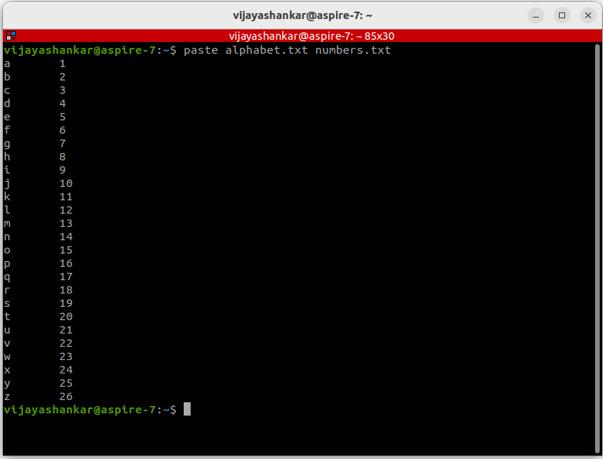 vijayashankar@aspire-7: ~
vijayashankar@aspire-7: ~ 85x30
vijayashankar@aspire-7:~$ paste alphabet.txt numbers.txt
a	1
b	2
c	3
d	4
e	5
f	6
g	7
h	8
i	9
j	10
k	11
l	12
m	13
n	14
o	15
p	16
q	17
r	18
s	19
t	20
u	21
v	22
w	23
x	24
y	25
z	26
vijayashankar@aspire-7:~$